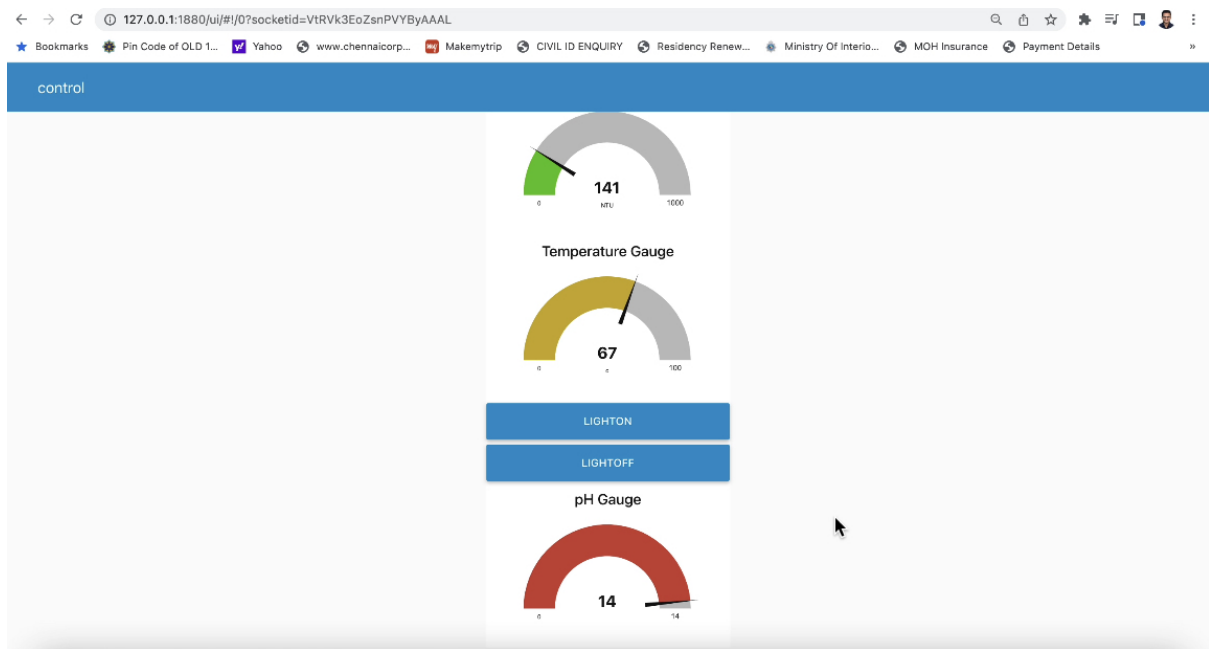 127.0.0.1:1880/ui/#!/0?socketid=VtRVk3EoZsnPVYByAAAL
Bookmarks Pin Code of OLD 1... Yahoo www.chennaicorp... Makemytrip CIVIL ID ENQUIRY Residency Renew... Ministry Of Interio... MOH Insurance Payment Details »
control
141
0 NTU 1000
Temperature Gauge
67
0 c 100
LIGHTON
LIGHTOFF
pH Gauge
14
0 14